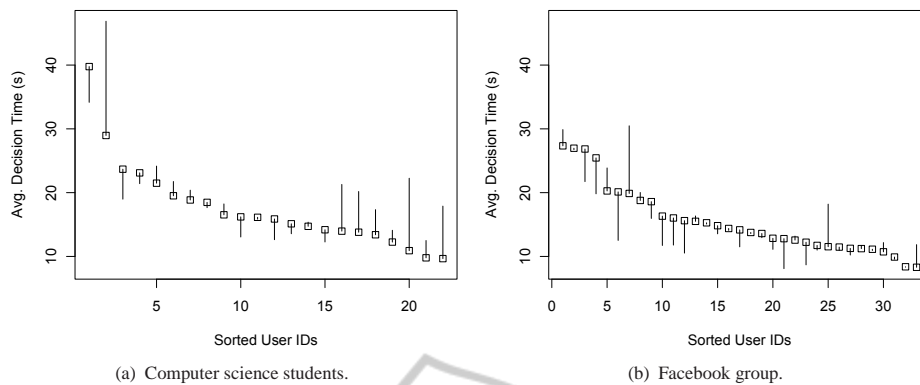 40
30
20
10
Avg. Decision Time (s)
5 10 15 20
Sorted User IDs
(a) Computer science students.
40
30
20
10
Avg. Decision Time (s)
0 5 10 15 20 25 30
Sorted User IDs
(b) Facebook group.